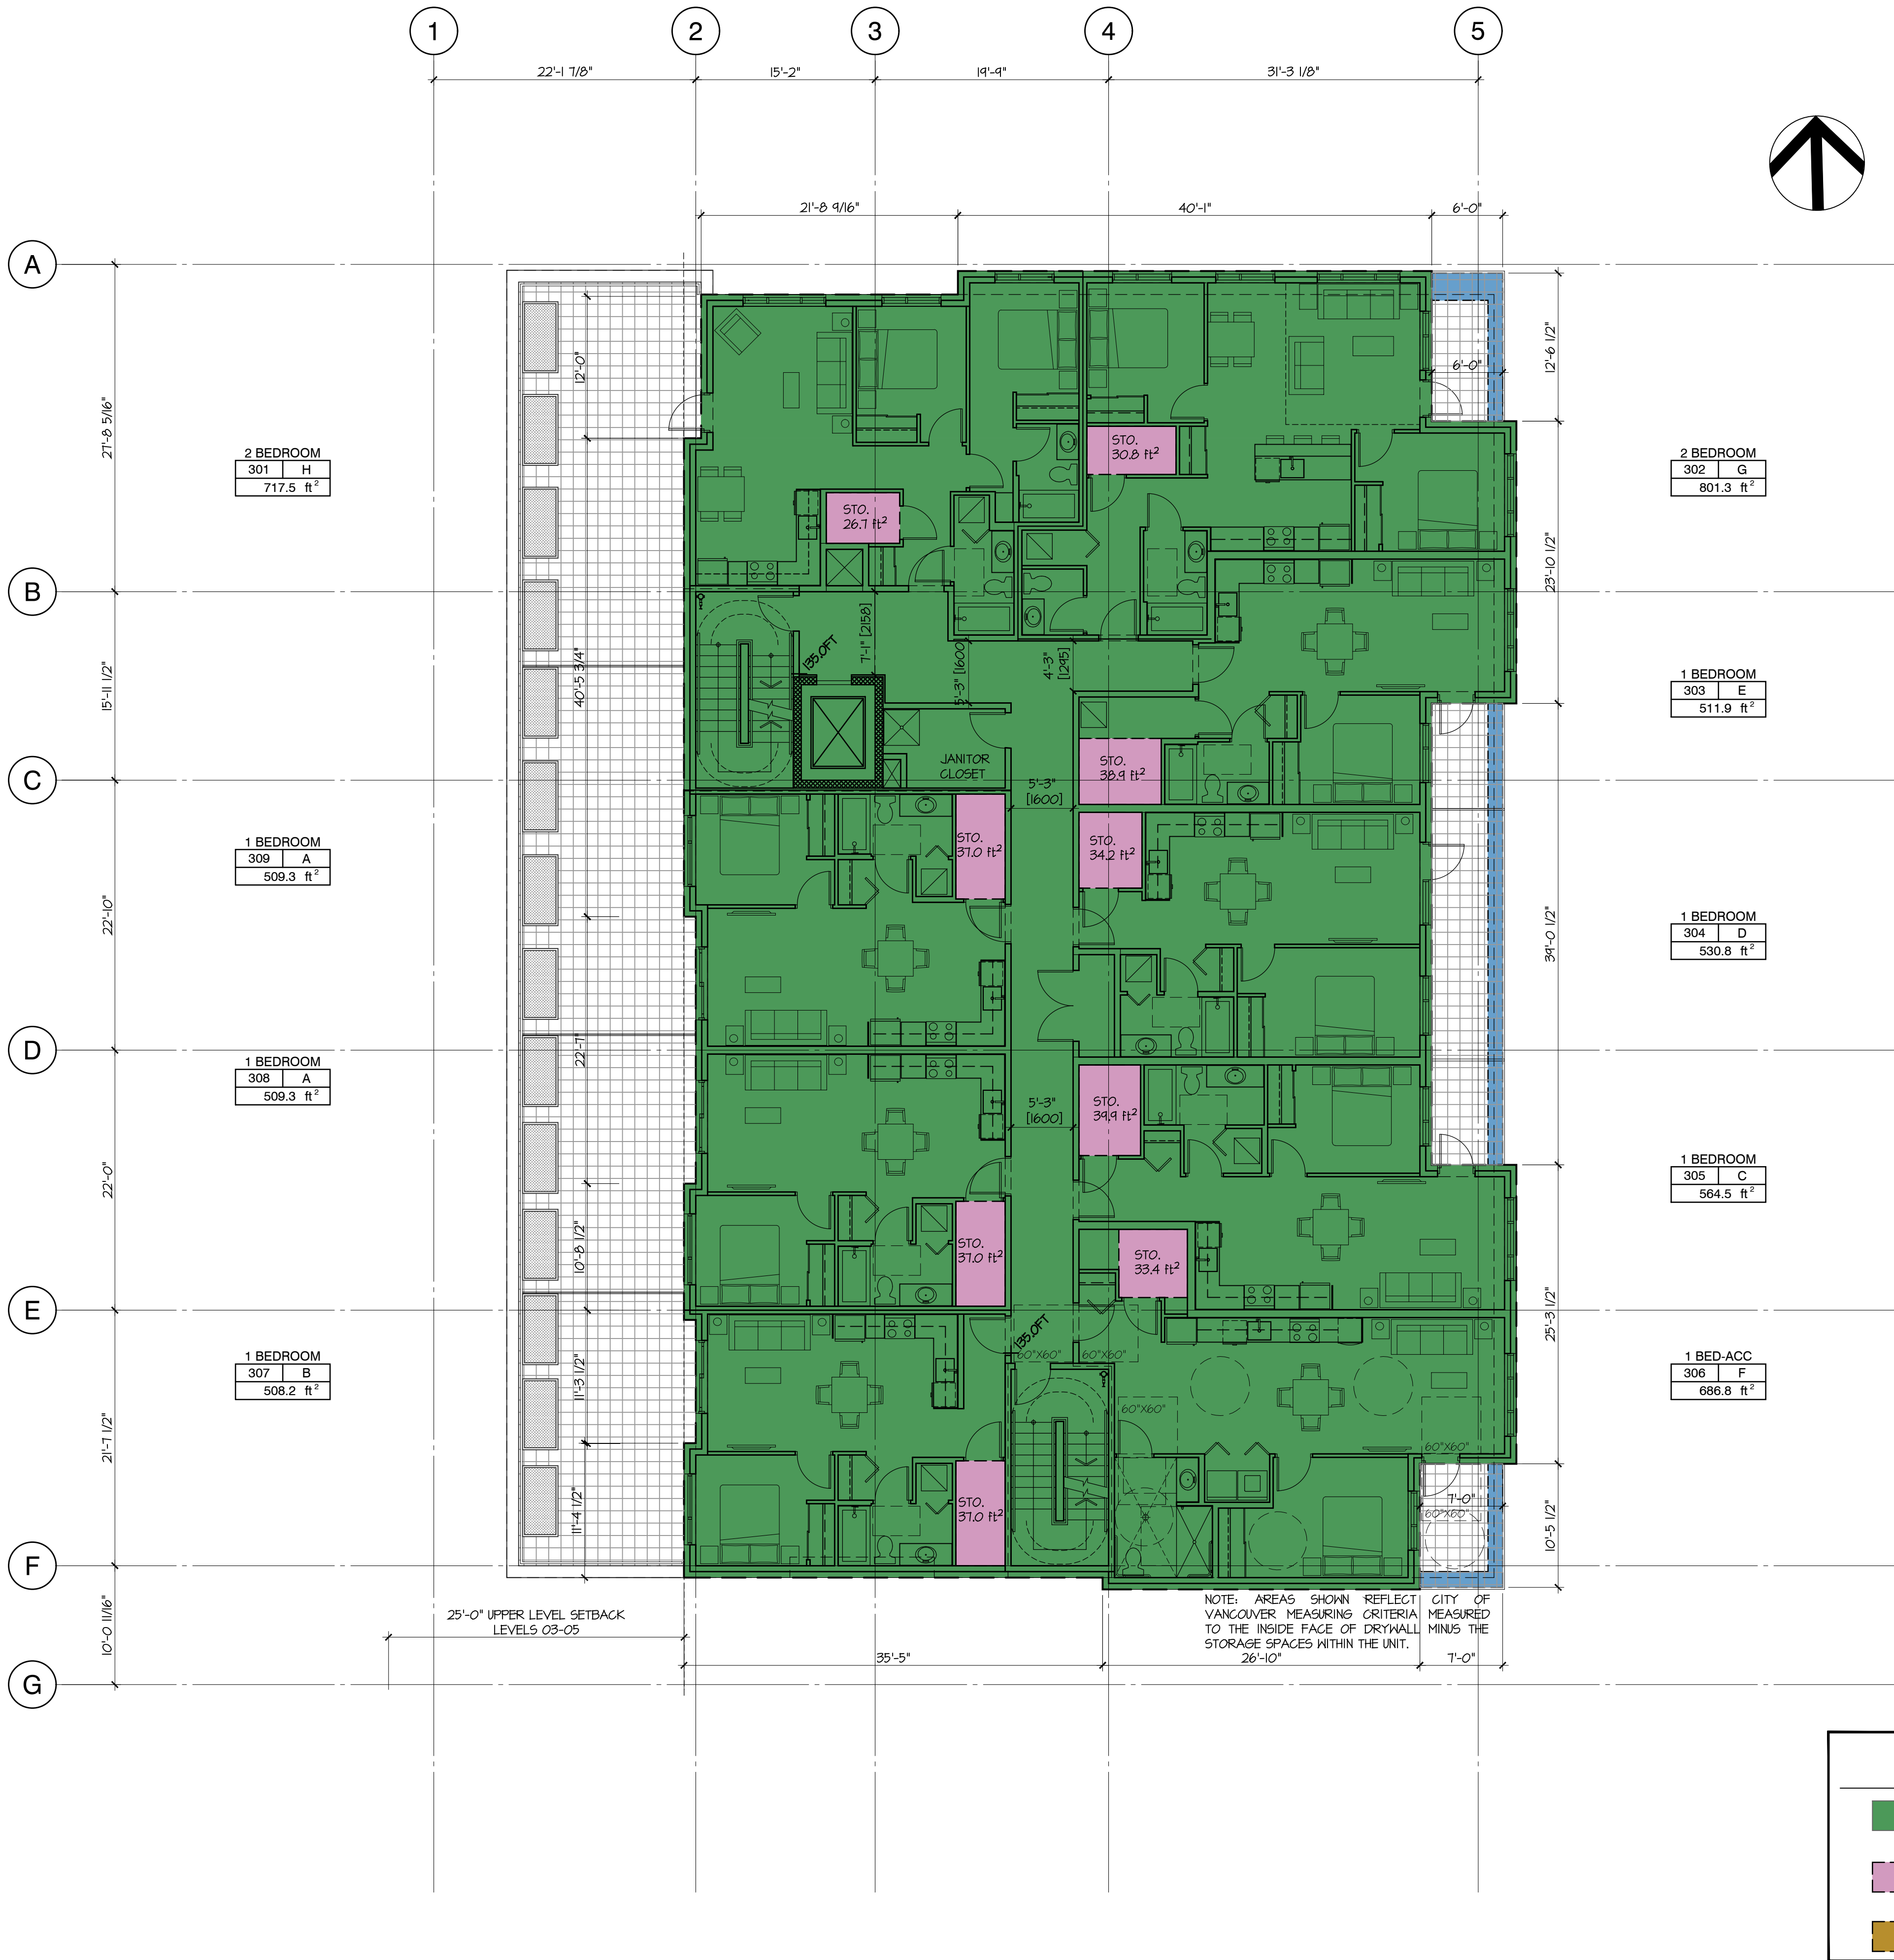 1
2
3
4
5
22'-1 7/8"
15'-2"
19'-9"
31'-3 1/8"
21'-8 9/16"
40'-1"
6'-0"
A
B
C
D
E
F
G
27'-8 5/16"
15'-11 1/2"
22'-10"
22'-0"
21'-7 1/2"
10'-0 11/16"
2 BEDROOM
301 H
717.5 ft²
1 BEDROOM
309 A
509.3 ft²
1 BEDROOM
308 A
509.3 ft²
1 BEDROOM
307 B
508.2 ft²
12'-0"
40'-5 3/4"
22'-7"
10'-8 1/2"
11'-3 1/2"
11'-4 1/2"
STO.
26.7 ft²
STO.
30.8 ft²
6'-0"
135.0FT
7'-1" [2158]
5'-3" [1600]
4'-3"
[1295]
JANITOR
CLOSET
5'-3"
[1600]
STO.
38.9 ft²
STO.
37.0 ft²
STO.
34.2 ft²
5'-3"
[1600]
STO.
39.9 ft²
STO.
37.0 ft²
STO.
33.4 ft²
135.0FT
60"X60"
60"X60"
60"X60"
60"X60"
STO.
37.0 ft²
7'-0"
60"X60"
12'-6 1/2"
23'-10 1/2"
39'-0 1/2"
25'-3 1/2"
10'-5 1/2"
2 BEDROOM
302 G
801.3 ft²
1 BEDROOM
303 E
511.9 ft²
1 BEDROOM
304 D
530.8 ft²
1 BEDROOM
305 C
564.5 ft²
1 BED-ACC
306 F
686.8 ft²
25'-0" UPPER LEVEL SETBACK
LEVELS 03-05
NOTE: AREAS SHOWN REFLECT CITY OF
VANCOUVER MEASURING CRITERIA MEASURED
TO THE INSIDE FACE OF DRYWALL MINUS THE
STORAGE SPACES WITHIN THE UNIT.
35'-5"
26'-10"
7'-0"